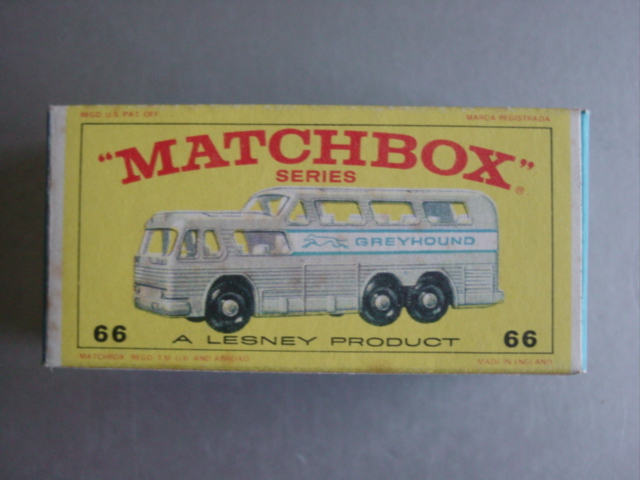 REGD U.S. PAT. OFF.
MARCA REGISTRADA
"MATCHBOX"®
SERIES
GREYHOUND
66
A LESNEY PRODUCT
66
MATCHBOX REGD T.M. U.S. AND ABROAD
MADE IN ENGLAND